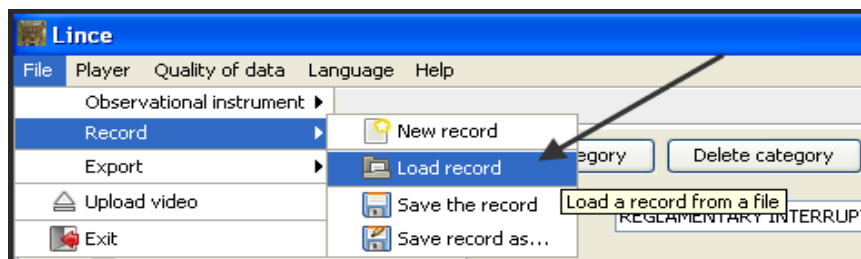 Lince
File Player Quality of data Language Help
Observational instrument
Record
New record
Export
Load record
egory
Delete category
Upload video
Save the record
Load a record from a file
REGLAMENTARY INTERRUP
Exit
Save record as...